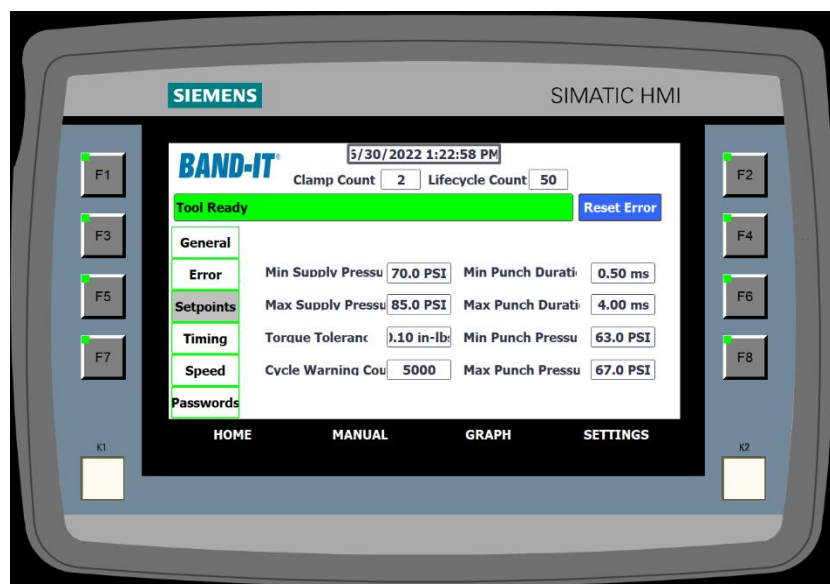 SIEMENS SIMATIC HMI
5/30/2022 1:22:58 PM
BAND-IT®
Clamp Count 2 Lifecycle Count 50
Tool Ready Reset Error
F1 F2
F3 F4
F5 F6
F7 F8
General
Error
Setpoints
Timing
Speed
Passwords
Min Supply Pressu 70.0 PSI Min Punch Durati 0.50 ms
Max Supply Pressu 85.0 PSI Max Punch Durati 4.00 ms
Torque Toleranc 0.10 in-lb Min Punch Pressu 63.0 PSI
Cycle Warning Cou 5000 Max Punch Pressu 67.0 PSI
HOME MANUAL GRAPH SETTINGS
K1 K2